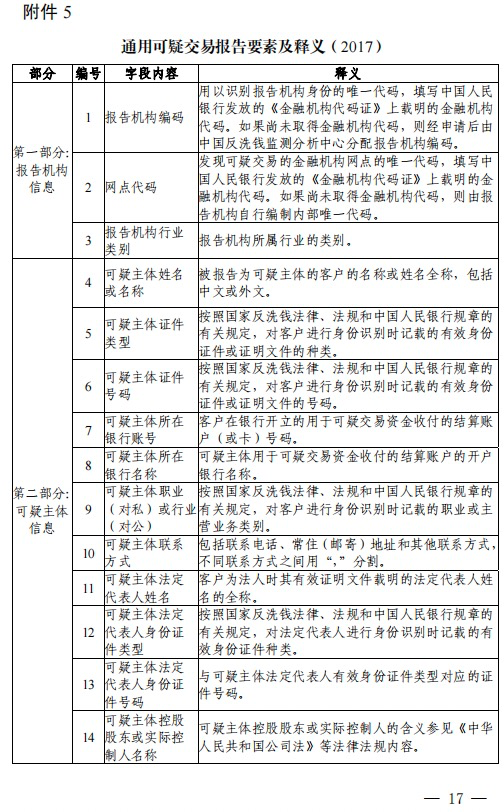 附件 5
通用可疑交易报告要素及释义（2017）
部分 编号 字段内容 释义
第一部分：
报告机构
信息
1
报告机构编码
用以识别报告机构身份的唯一代码，填写中国人民
银行发放的《金融机构代码证》上载明的金融机构
代码。如果尚未取得金融机构代码，则经申请后由
中国反洗钱监测分析中心分配报告机构编码。
2
网点代码
发现可疑交易的金融机构网点的唯一代码，填写中
国人民银行发放的《金融机构代码证》上载明的金
融机构代码。如果尚未取得金融机构代码，则由报
告机构自行编制内部唯一代码。
3
报告机构行业
类别
报告机构所属行业的类别。
第二部分：
可疑主体
信息
4
可疑主体姓名
或名称
被报告为可疑主体的客户的名称或姓名全称，包括
中文或外文。
5
可疑主体证件
类型
按照国家反洗钱法律、法规和中国人民银行规章的
有关规定，对客户进行身份识别时记载的有效身份
证件或证明文件的种类。
6
可疑主体证件
号码
按照国家反洗钱法律、法规和中国人民银行规章的
有关规定，对客户进行身份识别时记载的有效身份
证件或证明文件的号码。
7
可疑主体所在
银行账号
客户在银行开立的用于可疑交易资金收付的结算账
户（或卡）号码。
8
可疑主体所在
银行名称
可疑主体用于可疑交易资金收付的结算账户的开户
银行名称。
9
可疑主体职业
（对私）或行业
（对公）
按照国家反洗钱法律、法规和中国人民银行规章的
有关规定，对客户进行身份识别时记载的职业或主
营业务类别。
10
可疑主体联系
方式
包括联系电话、常住（邮寄）地址和其他联系方式，
不同联系方式之间用“，”分割。
11
可疑主体法定
代表人姓名
客户为法人时其有效证明文件载明的法定代表人姓
名的全称。
12
可疑主体法定
代表人身份证
件类型
按照国家反洗钱法律、法规和中国人民银行规章的
有关规定，对法定代表人进行身份识别时记载的有
效身份证件种类。
13
可疑主体法定
代表人身份证
件号码
与可疑主体法定代表人有效身份证件类型对应的证
件号码。
14
可疑主体控股
股东或实际控
制人名称
可疑主体控股股东或实际控制人的含义参见《中华
人民共和国公司法》等法律法规内容。
— 17 —